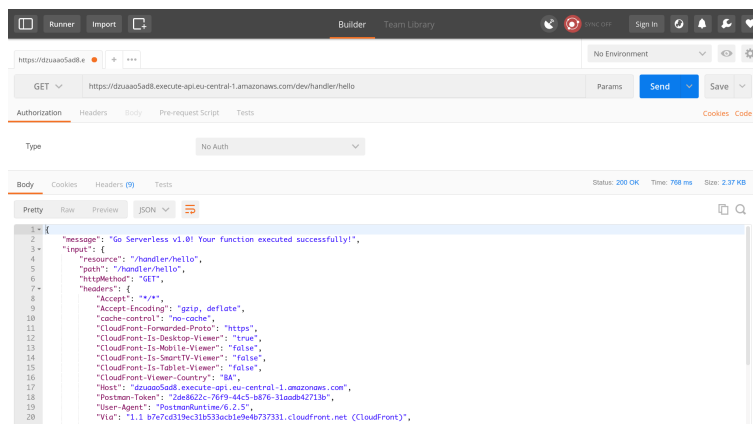 Runner Import Builder Team Library SYNC OFF Sign In
https://dzuaao5ad8.e + ••• No Environment
GET https://dzuaao5ad8.execute-api.eu-central-1.amazonaws.com/dev/handler/hello Params Send Save
Authorization Headers Body Pre-request Script Tests Cookies Code
Type No Auth
Body Cookies Headers (9) Tests Status: 200 OK Time: 768 ms Size: 2.37 KB
Pretty Raw Preview JSON
1 {
2 "message": "Go Serverless v1.0! Your function executed successfully!",
3 "input": {
4 "resource": "/handler/hello",
5 "path": "/handler/hello",
6 "httpMethod": "GET",
7 "headers": {
8 "Accept": "*/*",
9 "Accept-Encoding": "gzip, deflate",
10 "cache-control": "no-cache",
11 "CloudFront-Forwarded-Proto": "https",
12 "CloudFront-Is-Desktop-Viewer": "true",
13 "CloudFront-Is-Mobile-Viewer": "false",
14 "CloudFront-Is-SmartTV-Viewer": "false",
15 "CloudFront-Is-Tablet-Viewer": "false",
16 "CloudFront-Viewer-Country": "BA",
17 "Host": "dzuaao5ad8.execute-api.eu-central-1.amazonaws.com",
18 "Postman-Token": "2de8622c-76f9-44c5-b876-31aadb42713b",
19 "User-Agent": "PostmanRuntime/6.2.5",
20 "Via": "1.1 b7e7cd319ec31b533acb1e9e4b737331.cloudfront.net (CloudFront)",